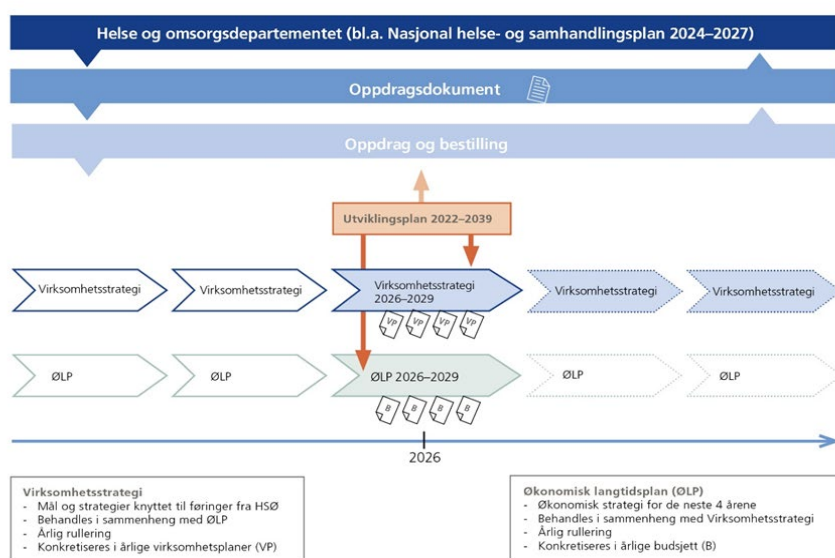 Helse og omsorgsdepartementet (bl.a. Nasjonal helse- og samhandlingsplan 2024–2027)
Oppdragsdokument
Oppdrag og bestilling
Utviklingsplan 2022–2039
Virksomhetsstrategi
Virksomhetsstrategi
Virksomhetsstrategi
2026–2029
Virksomhetsstrategi
Virksomhetsstrategi
VP VP VP VP
ØLP
ØLP
ØLP 2026–2029
ØLP
ØLP
B B B B
2026
Virksomhetsstrategi
- Mål og strategier knyttet til føringer fra HSØ
- Behandles i sammenheng med ØLP
- Årlig rullering
- Konkretiseres i årlige virksomhetsplaner (VP)
Økonomisk langtidsplan (ØLP)
- Økonomisk strategi for de neste 4 årene
- Behandles i sammenheng med Virksomhetsstrategi
- Årlig rullering
- Konkretiseres i årlige budsjett (B)